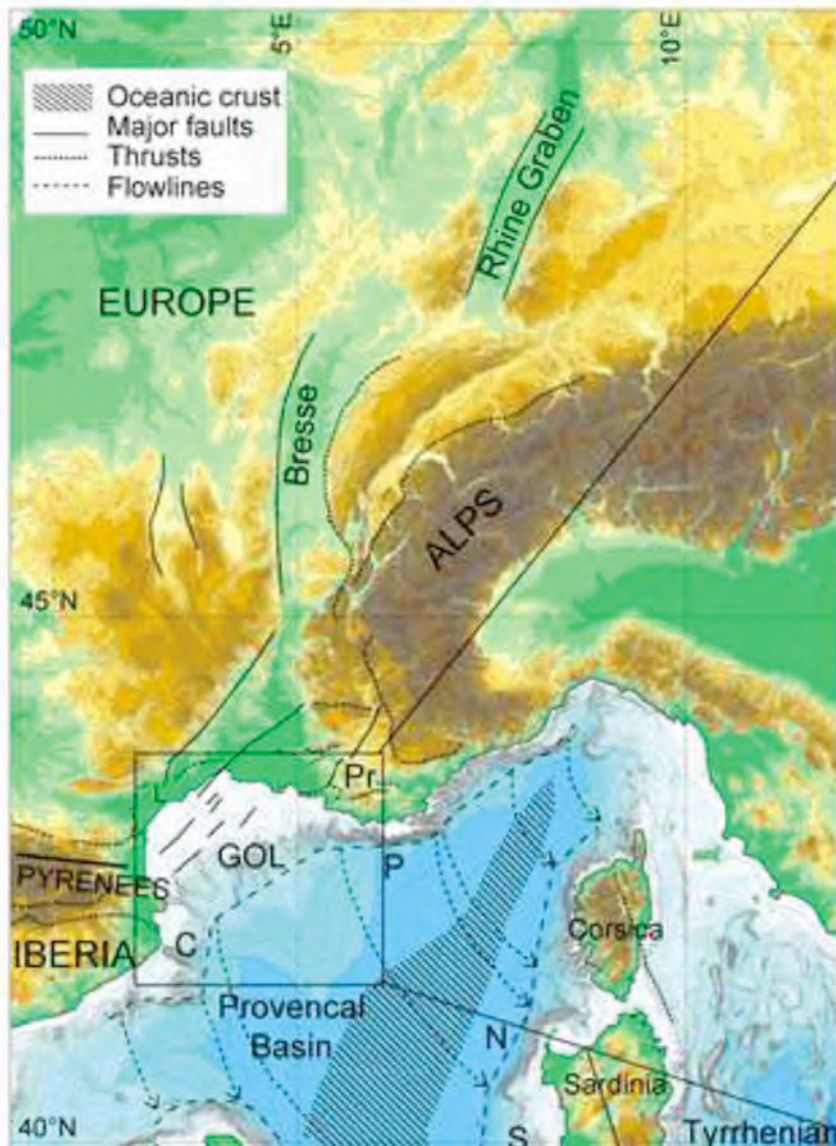 50°N
5°E
10°E
Oceanic crust
Major faults
Thrusts
Flowlines
Rhine Graben
EUROPE
Bresse
ALPS
45°N
Pr.
GOL
P
PYRENEES
IBERIA
C
Corsica
Provencal
Basin
N
Sardinia
40°N
S
Tyrrhenian